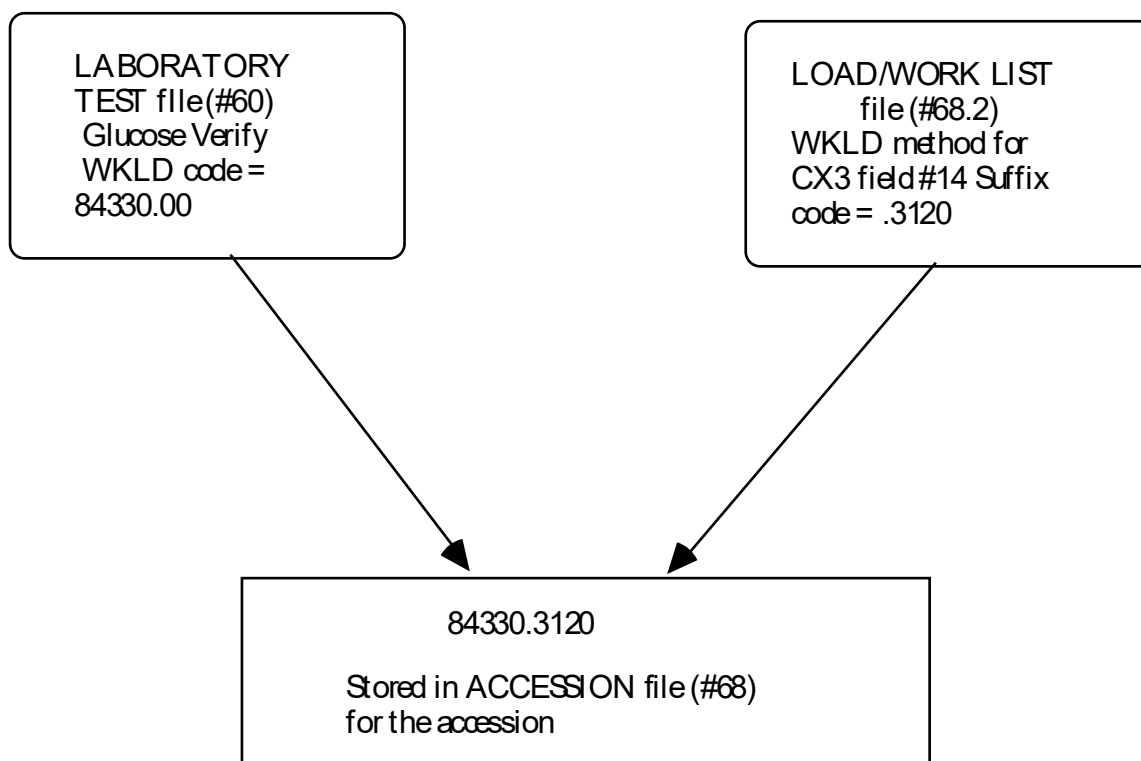 LABORATORY
TEST file (#60)
Glucose Verify
WKLD code =
84330.00
LOAD/WORK LIST
file (#68.2)
WKLD method for
CX3 field #14 Suffix
code = .3120
84330.3120
Stored in ACCESSION file (#68)
for the accession